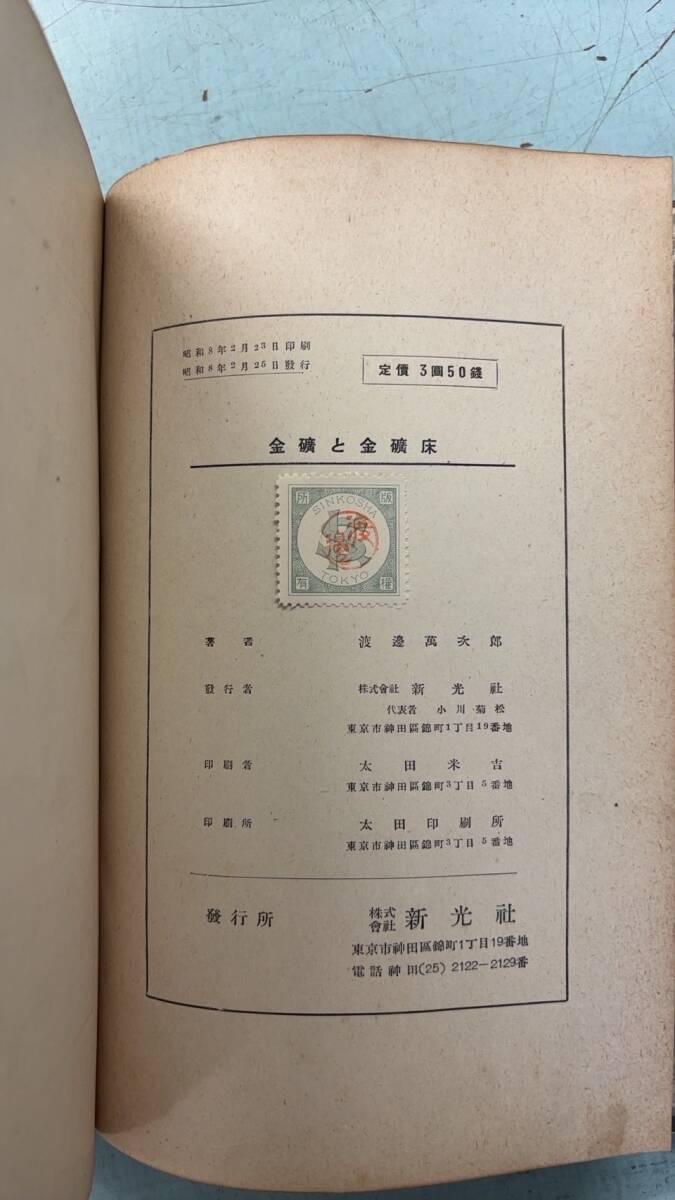 昭和8年2月23日印刷
昭和8年2月25日發行
定價 3圓50錢
金礦と金礦床
所 版
SINKOSHA
渡邊
TOKYO
有 權
著者 渡邊萬次郎
發行者 株式會社 新光社
代表者 小川菊松
東京市神田區錦町1丁目19番地
印刷者 太田米吉
東京市神田區錦町3丁目5番地
印刷所 太田印刷所
東京市神田區錦町3丁目5番地
發行所 株式會社 新光社
東京市神田區錦町1丁目19番地
電話神田(25) 2122-2129番